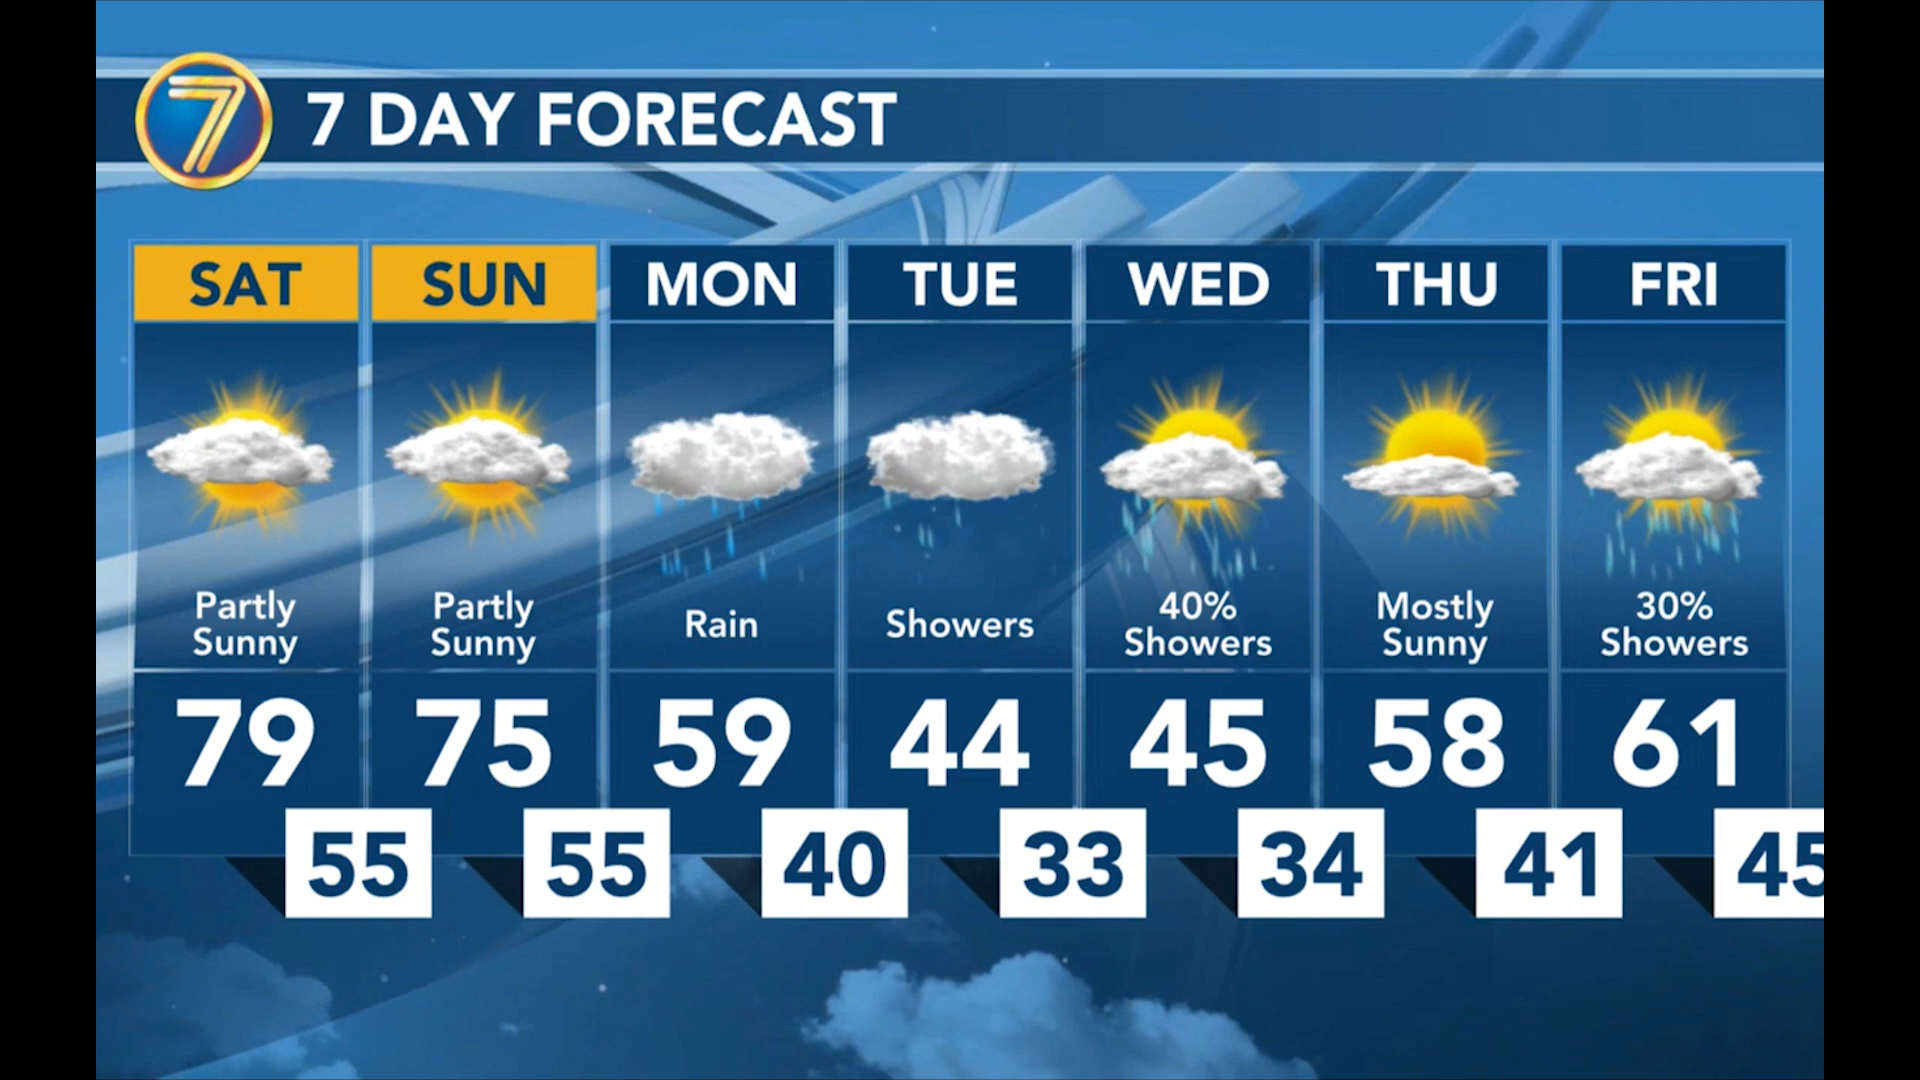 7
7 DAY FORECAST
SAT SUN MON TUE WED THU FRI
Partly Sunny
Partly Sunny
Rain
Showers
40% Showers
Mostly Sunny
30% Showers
79 75 59 44 45 58 61
55 55 40 33 34 41 45